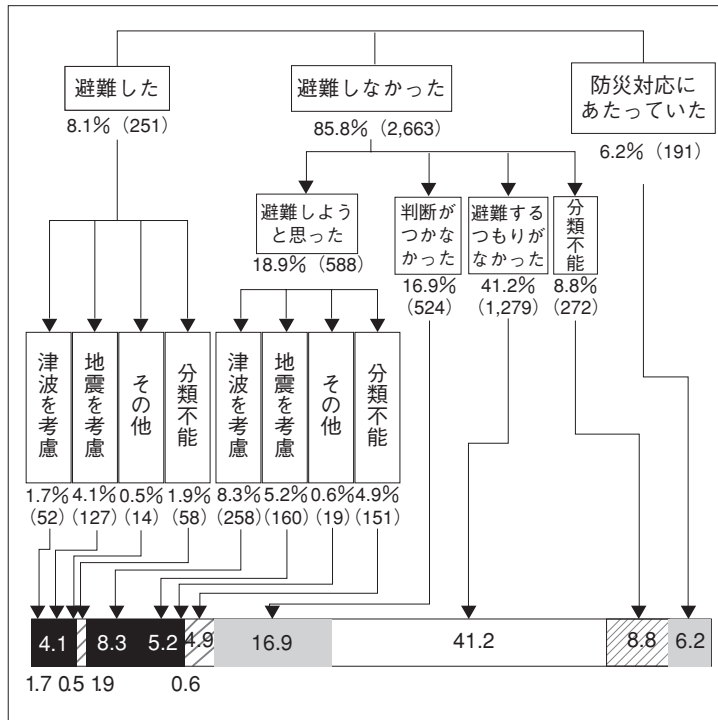 避難した
8.1%（251）
避難しなかった
85.8%（2,663）
防災対応に
あたっていた
6.2%（191）
避難しよう
と思った
18.9%（588）
判断が
つかな
かった
16.9%
（524）
避難する
つもりが
なかった
41.2%
（1,279）
分類不能
8.8%
（272）
津波を考慮
1.7%
（52）
地震を考慮
4.1%
（127）
その他
0.5%
（14）
分類不能
1.9%
（58）
津波を考慮
8.3%
（258）
地震を考慮
5.2%
（160）
その他
0.6%
（19）
分類不能
4.9%
（151）
4.1 8.3 5.2 4.9 16.9 41.2 8.8 6.2
1.7 0.5 1.9 0.6